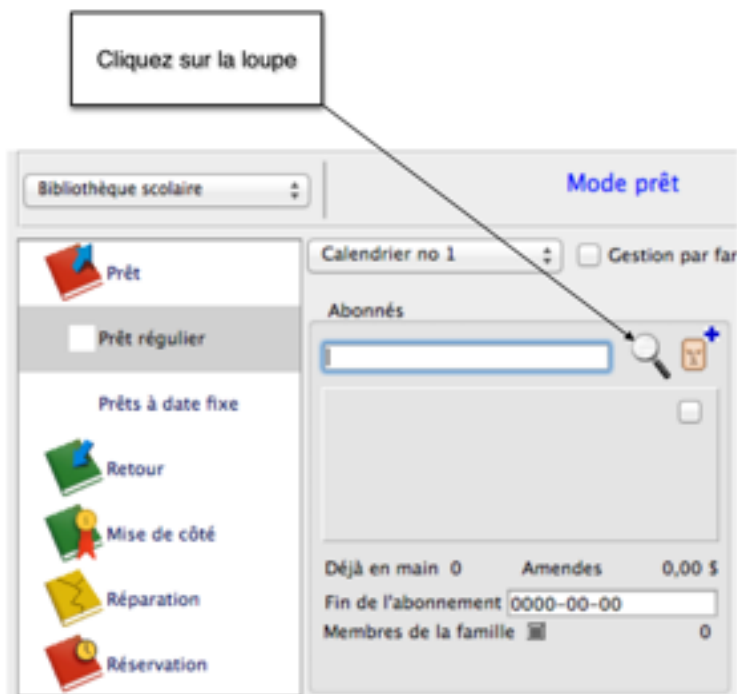 Cliquez sur la loupe
Bibliothèque scolaire
Mode prêt
Prêt
Prêt régulier
Prêts à date fixe
Retour
Mise de côté
Réparation
Réservation
Calendrier no 1
Gestion par far
Abonnés
Déjà en main 0 Amendes 0,00 $
Fin de l'abonnement 0000-00-00
Membres de la famille 0